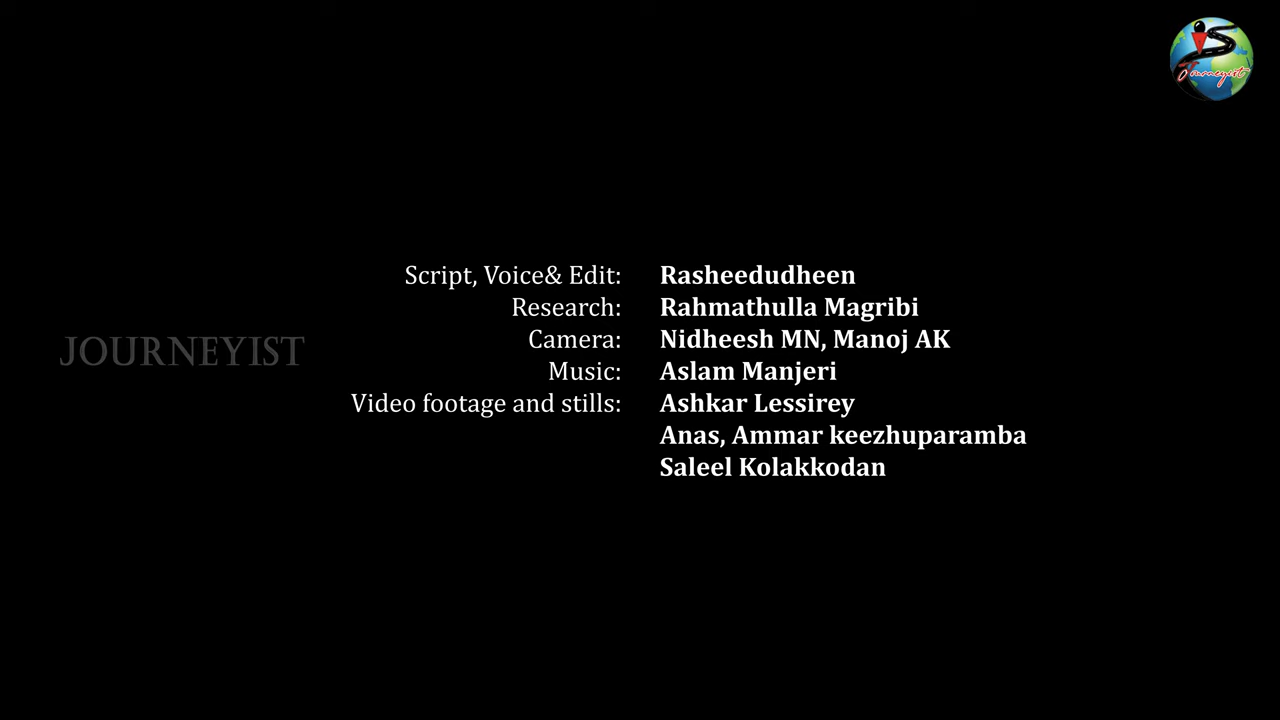 Journeyist
Script, Voice& Edit: Rasheedudheen
Research: Rahmathulla Magribi
Camera: Nidheesh MN, Manoj AK
JOURNEYIST
Music: Aslam Manjeri
Video footage and stills: Ashkar Lessirey
Anas, Ammar keezhuparamba
Saleel Kolakkodan